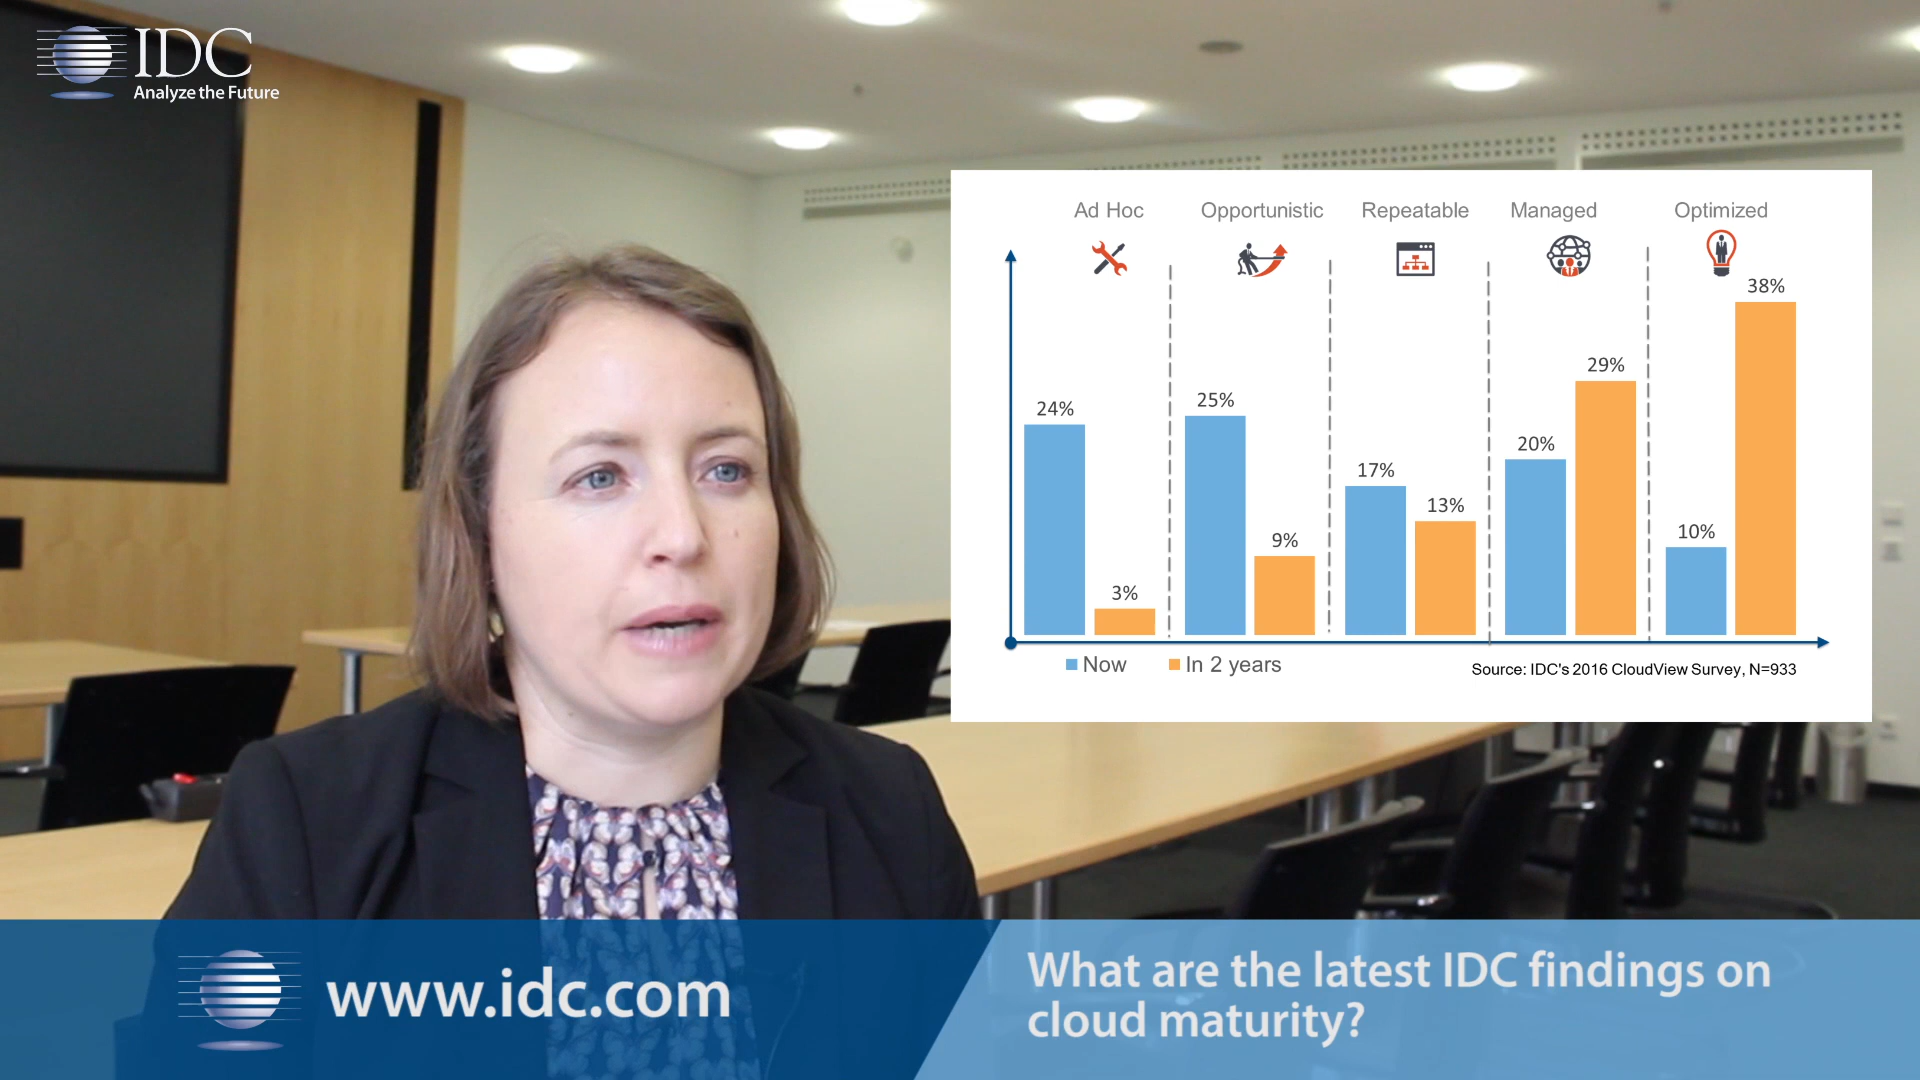 IDC
Analyze the Future
Ad Hoc Opportunistic Repeatable Managed Optimized
38%
29%
25%
24%
20%
17%
13%
10%
9%
3%
Now In 2 years
Source: IDC's 2016 CloudView Survey, N=933
www.idc.com
What are the latest IDC findings on
cloud maturity?